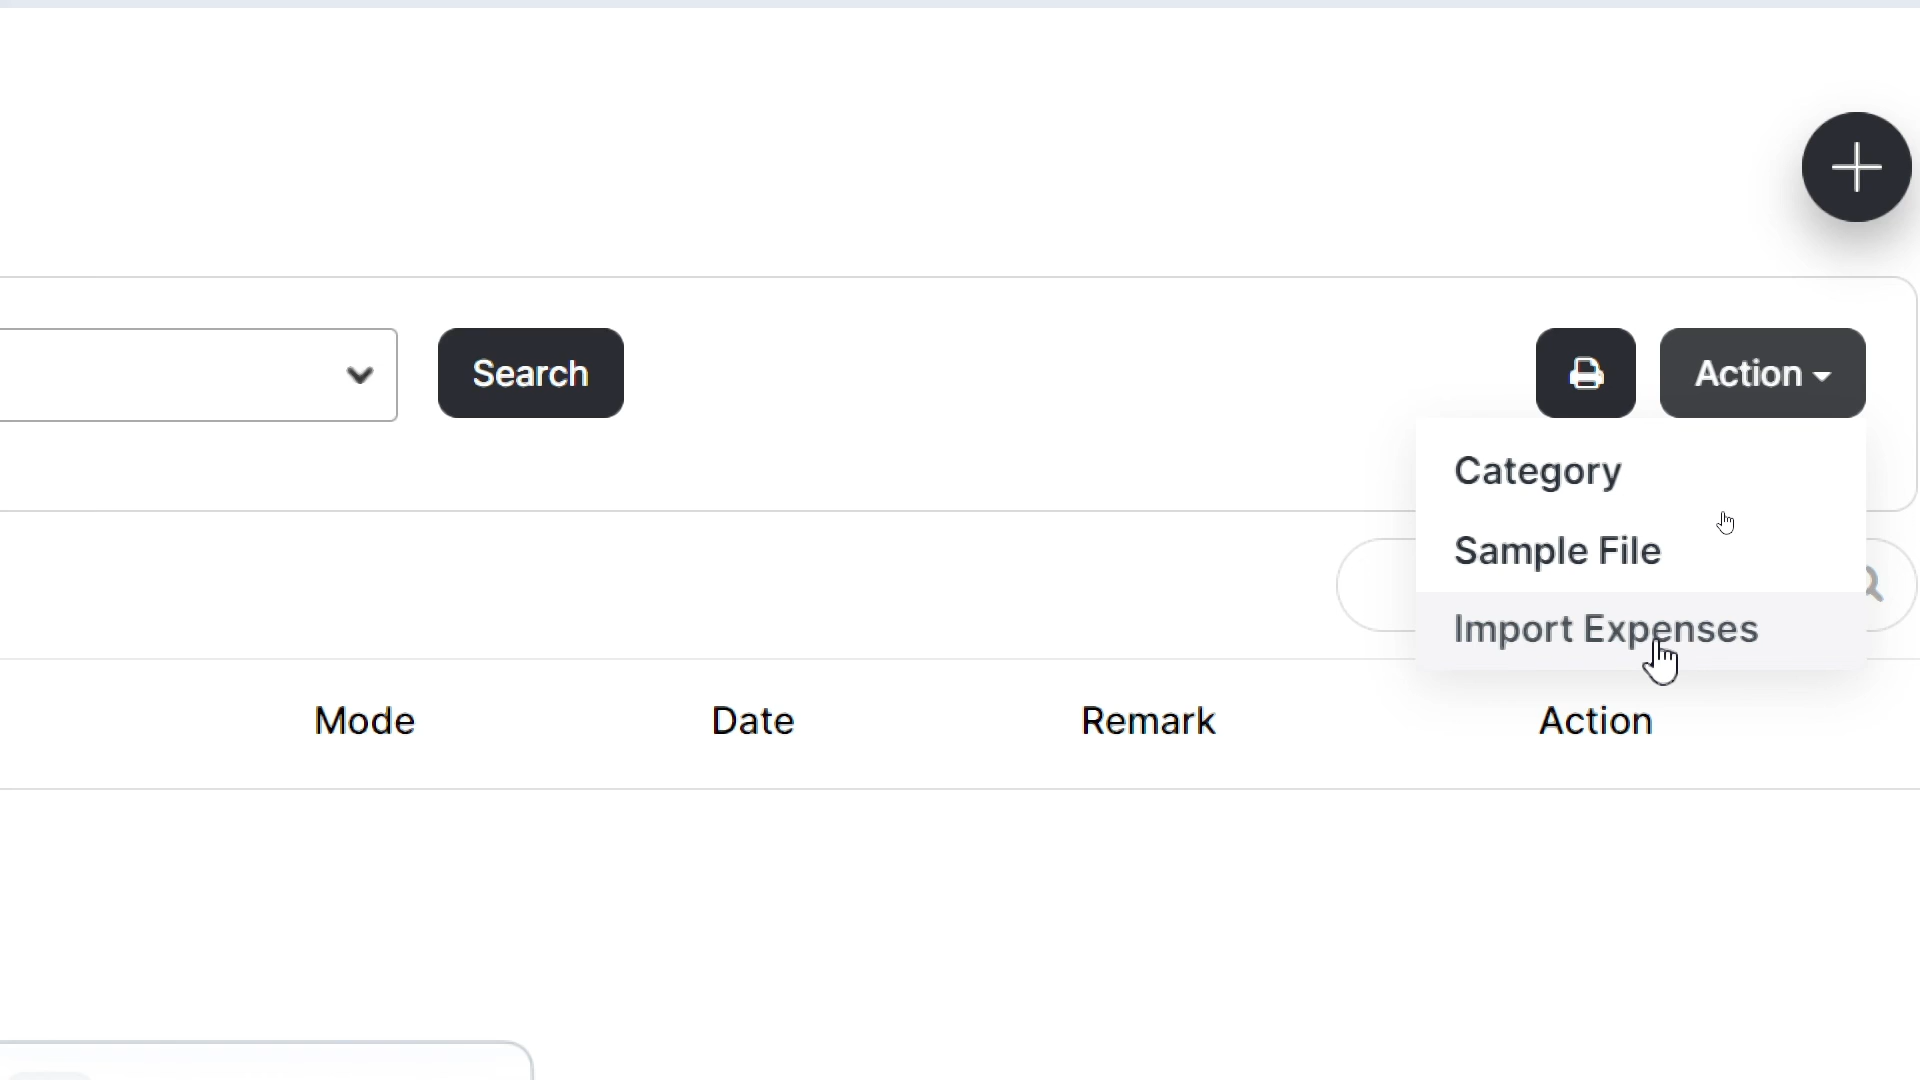 Search
Action
Category
Sample File
Import Expenses
Mode Date Remark Action